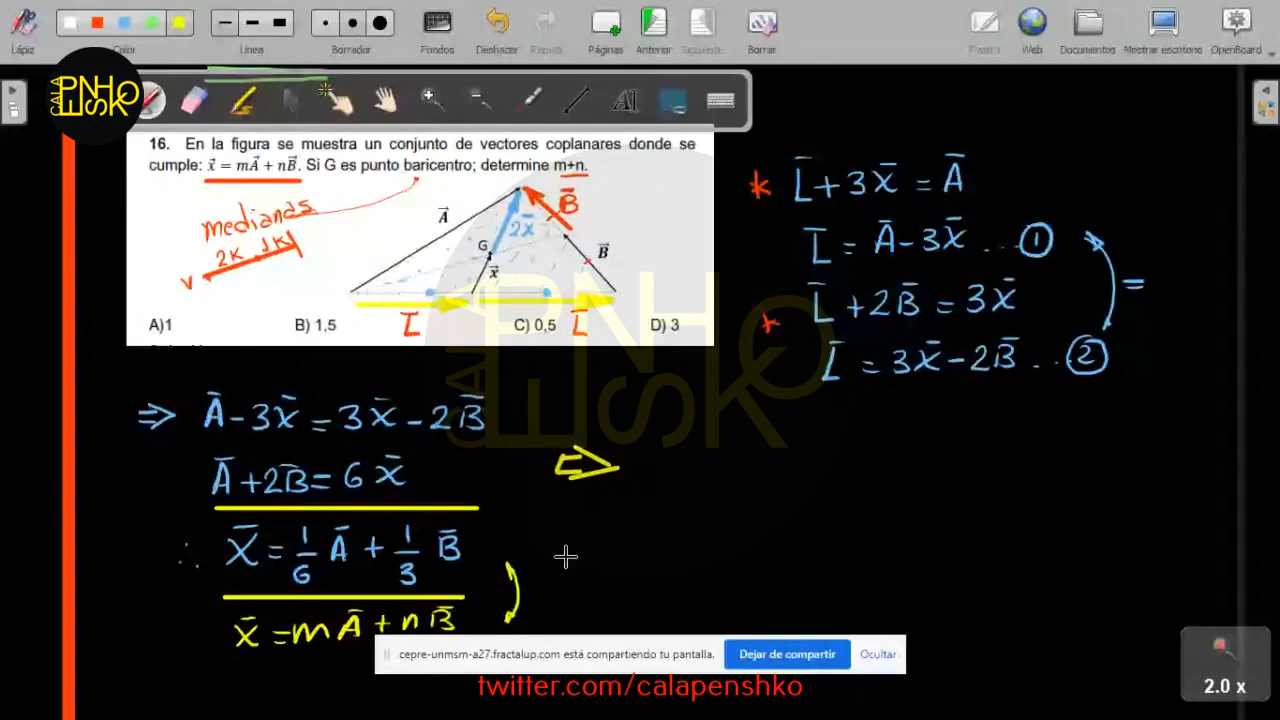 Lápiz Color Línea Borrador Fondos Deshacer Repetir Páginas Anterior Siguiente Borrar Web Documentos Mostrar escritorio OpenBoard
CALA PENHOSK
16. En la figura se muestra un conjunto de vectores coplanares donde se
cumple: x⃗ = mA⃗ + nB⃗. Si G es punto baricentro; determine m+n.
medianas
2K 1K
V
A⃗
B̄
2x̄
G
x⃗
B⃗
L̄ L̄
A)1 B) 1,5 C) 0,5 D) 3
* L̄ + 3x̄ = Ā
L̄ = Ā - 3x̄ ... ①
* L̄ + 2B̄ = 3x̄
L̄ = 3x̄ - 2B̄ ... ②
=
⇒ Ā - 3x̄ = 3x̄ - 2B̄
Ā + 2B̄ = 6x̄
∴ x̄ = 1/6 Ā + 1/3 B̄
x̄ = mĀ + nB̄
cepre-unmsm-a27.fractalup.com está compartiendo tu pantalla. Dejar de compartir Ocultar
twitter.com/calapenshko
2.0 x